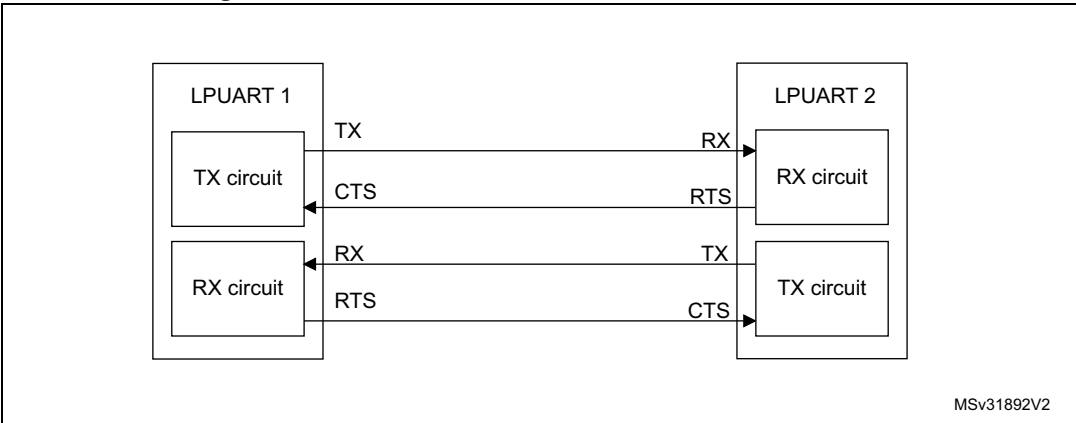 LPUART 1
LPUART 2
TX
RX
TX circuit
RX circuit
CTS
RTS
RX
TX
RX circuit
TX circuit
RTS
CTS
MSv31892V2